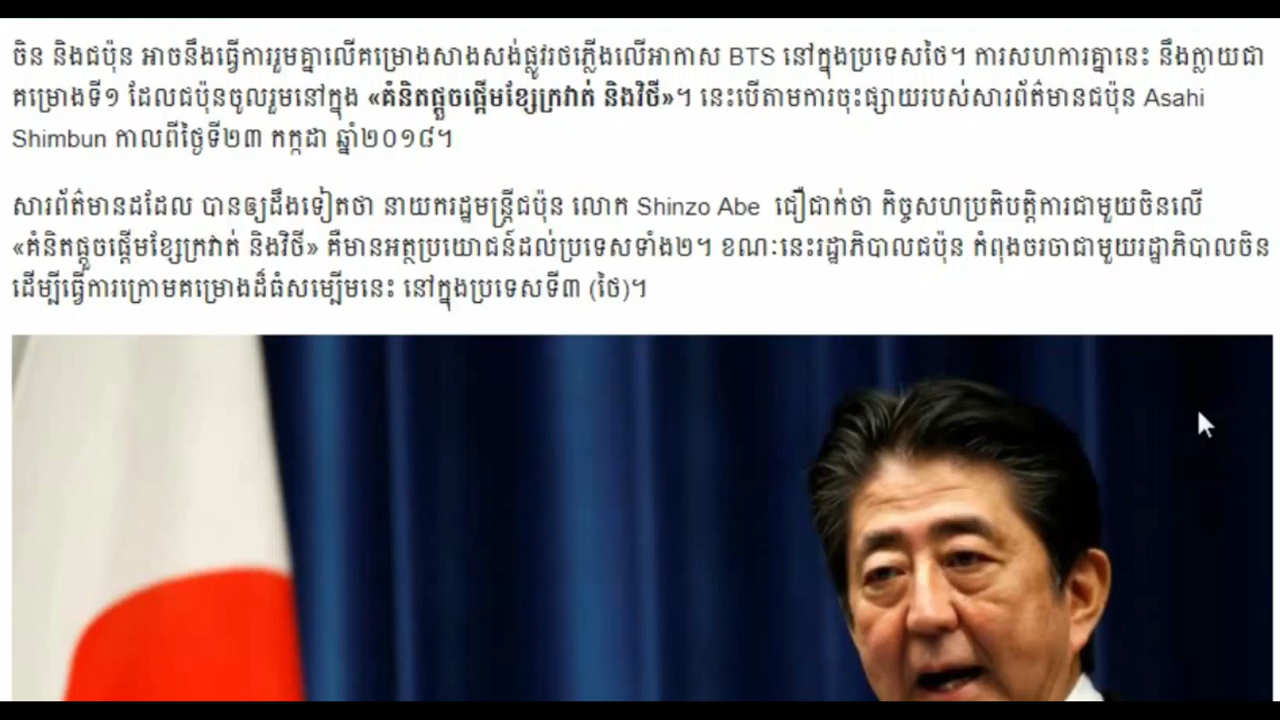 ចិន និងជប៉ុន អាចនឹងធ្វើការរួមគ្នាលើគម្រោងសាងសង់ផ្លូវរថភ្លើងលើអាកាស BTS នៅក្នុងប្រទេសថៃ។ ការសហការគ្នានេះ នឹងក្លាយជា
គម្រោងទី១ ដែលជប៉ុនចូលរួមនៅក្នុង «គំនិតផ្តួចផ្តើមខ្សែក្រវាត់ និងវិថី»។ នេះបើតាមការចុះផ្សាយរបស់សារព័ត៌មានជប៉ុន Asahi
Shimbun កាលពីថ្ងៃទី២៣ កក្កដា ឆ្នាំ២០១៨។
សារព័ត៌មានដដែល បានឲ្យដឹងទៀតថា នាយករដ្ឋមន្ត្រីជប៉ុន លោក Shinzo Abe ជឿជាក់ថា កិច្ចសហប្រតិបត្តិការជាមួយចិនលើ
«គំនិតផ្តួចផ្តើមខ្សែក្រវាត់ និងវិថី» គឺមានអត្ថប្រយោជន៍ដល់ប្រទេសទាំង២។ ខណៈនេះរដ្ឋាភិបាលជប៉ុន កំពុងចរចាជាមួយរដ្ឋាភិបាលចិន
ដើម្បីធ្វើការក្រោមគម្រោងដ៏ធំសម្បើមនេះ នៅក្នុងប្រទេសទី៣ (ថៃ)។